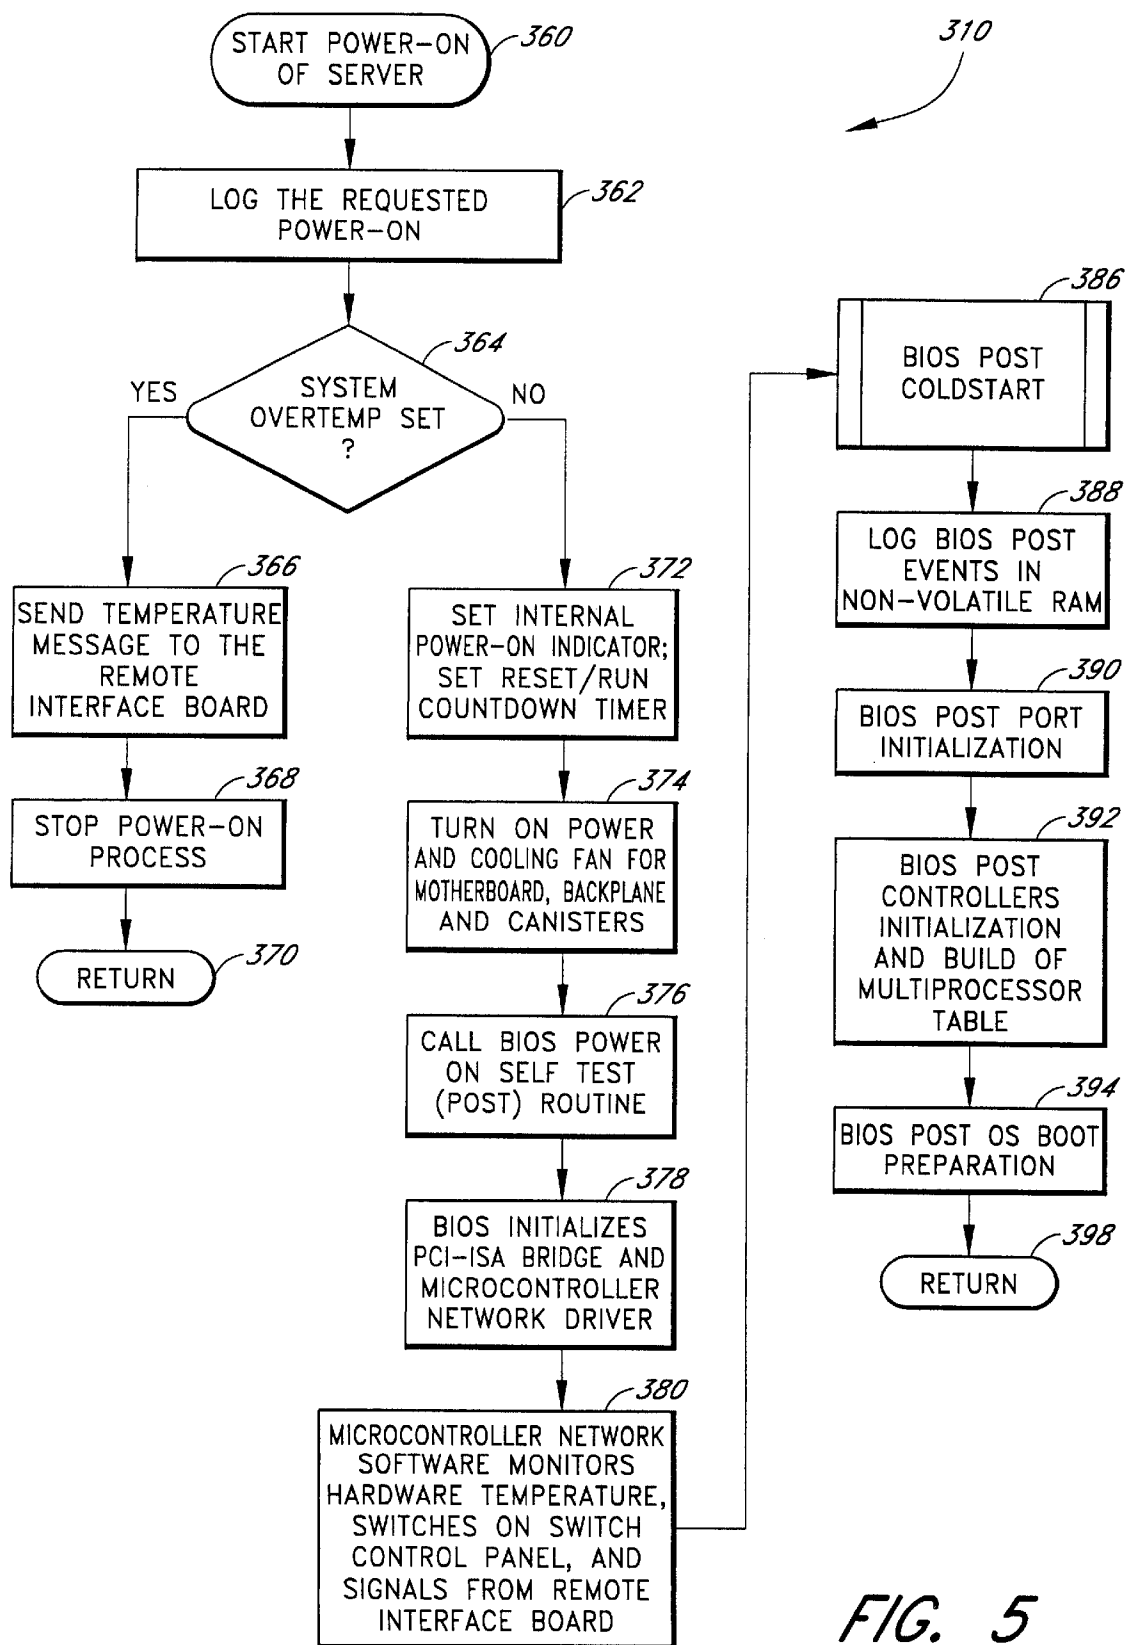 START POWER-ON
OF SERVER
360
310
LOG THE REQUESTED
POWER-ON
362
364
YES
SYSTEM
OVERTEMP SET
?
NO
366
SEND TEMPERATURE
MESSAGE TO THE
REMOTE
INTERFACE BOARD
368
STOP POWER-ON
PROCESS
RETURN
370
372
SET INTERNAL
POWER-ON INDICATOR;
SET RESET/RUN
COUNTDOWN TIMER
374
TURN ON POWER
AND COOLING FAN FOR
MOTHERBOARD, BACKPLANE
AND CANISTERS
376
CALL BIOS POWER
ON SELF TEST
(POST) ROUTINE
378
BIOS INITIALIZES
PCI-ISA BRIDGE AND
MICROCONTROLLER
NETWORK DRIVER
380
MICROCONTROLLER NETWORK
SOFTWARE MONITORS
HARDWARE TEMPERATURE,
SWITCHES ON SWITCH
CONTROL PANEL, AND
SIGNALS FROM REMOTE
INTERFACE BOARD
386
BIOS POST
COLDSTART
388
LOG BIOS POST
EVENTS IN
NON-VOLATILE RAM
390
BIOS POST PORT
INITIALIZATION
392
BIOS POST
CONTROLLERS
INITIALIZATION
AND BUILD OF
MULTIPROCESSOR
TABLE
394
BIOS POST OS BOOT
PREPARATION
398
RETURN
FIG. 5